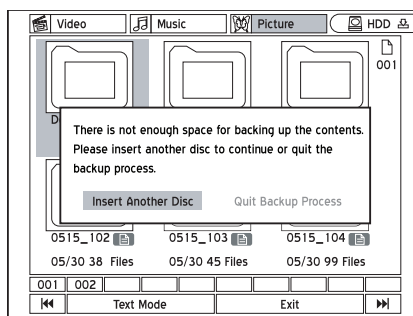 Video Music Picture HDD
001
D
There is not enough space for backing up the contents.
Please insert another disc to continue or quit the
backup process.
Insert Another Disc Quit Backup Process
0515_102 0515_103 0515_104
05/30 38 Files 05/30 45 Files 05/30 99 Files
001 002
Text Mode Exit